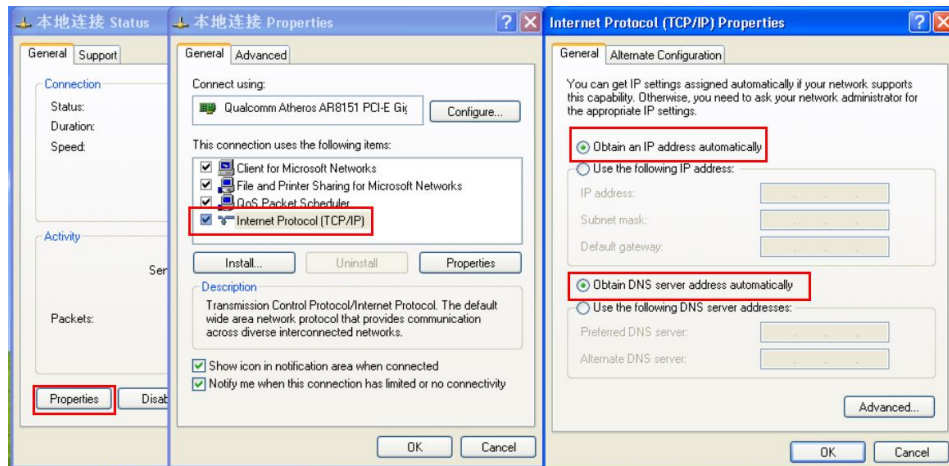 本地连接 Status
General Support
Connection
Status:
Duration:
Speed:
Activity
Packets:
Properties
本地连接 Properties
General Advanced
Connect using:
Qualcomm Atheros AR8151 PCI-E Gig
Configure...
This connection uses the following items:
Client for Microsoft Networks
File and Printer Sharing for Microsoft Networks
QoS Packet Scheduler
Internet Protocol (TCP/IP)
Install... Uninstall Properties
Description
Transmission Control Protocol/Internet Protocol. The default
wide area network protocol that provides communication
across diverse interconnected networks.
Show icon in notification area when connected
Notify me when this connection has limited or no connectivity
OK Cancel
Internet Protocol (TCP/IP) Properties
General Alternate Configuration
You can get IP settings assigned automatically if your network supports
this capability. Otherwise, you need to ask your network administrator for
the appropriate IP settings.
Obtain an IP address automatically
Use the following IP address:
IP address:
Subnet mask:
Default gateway:
Obtain DNS server address automatically
Use the following DNS server addresses:
Preferred DNS server:
Alternate DNS server:
Advanced...
OK Cancel